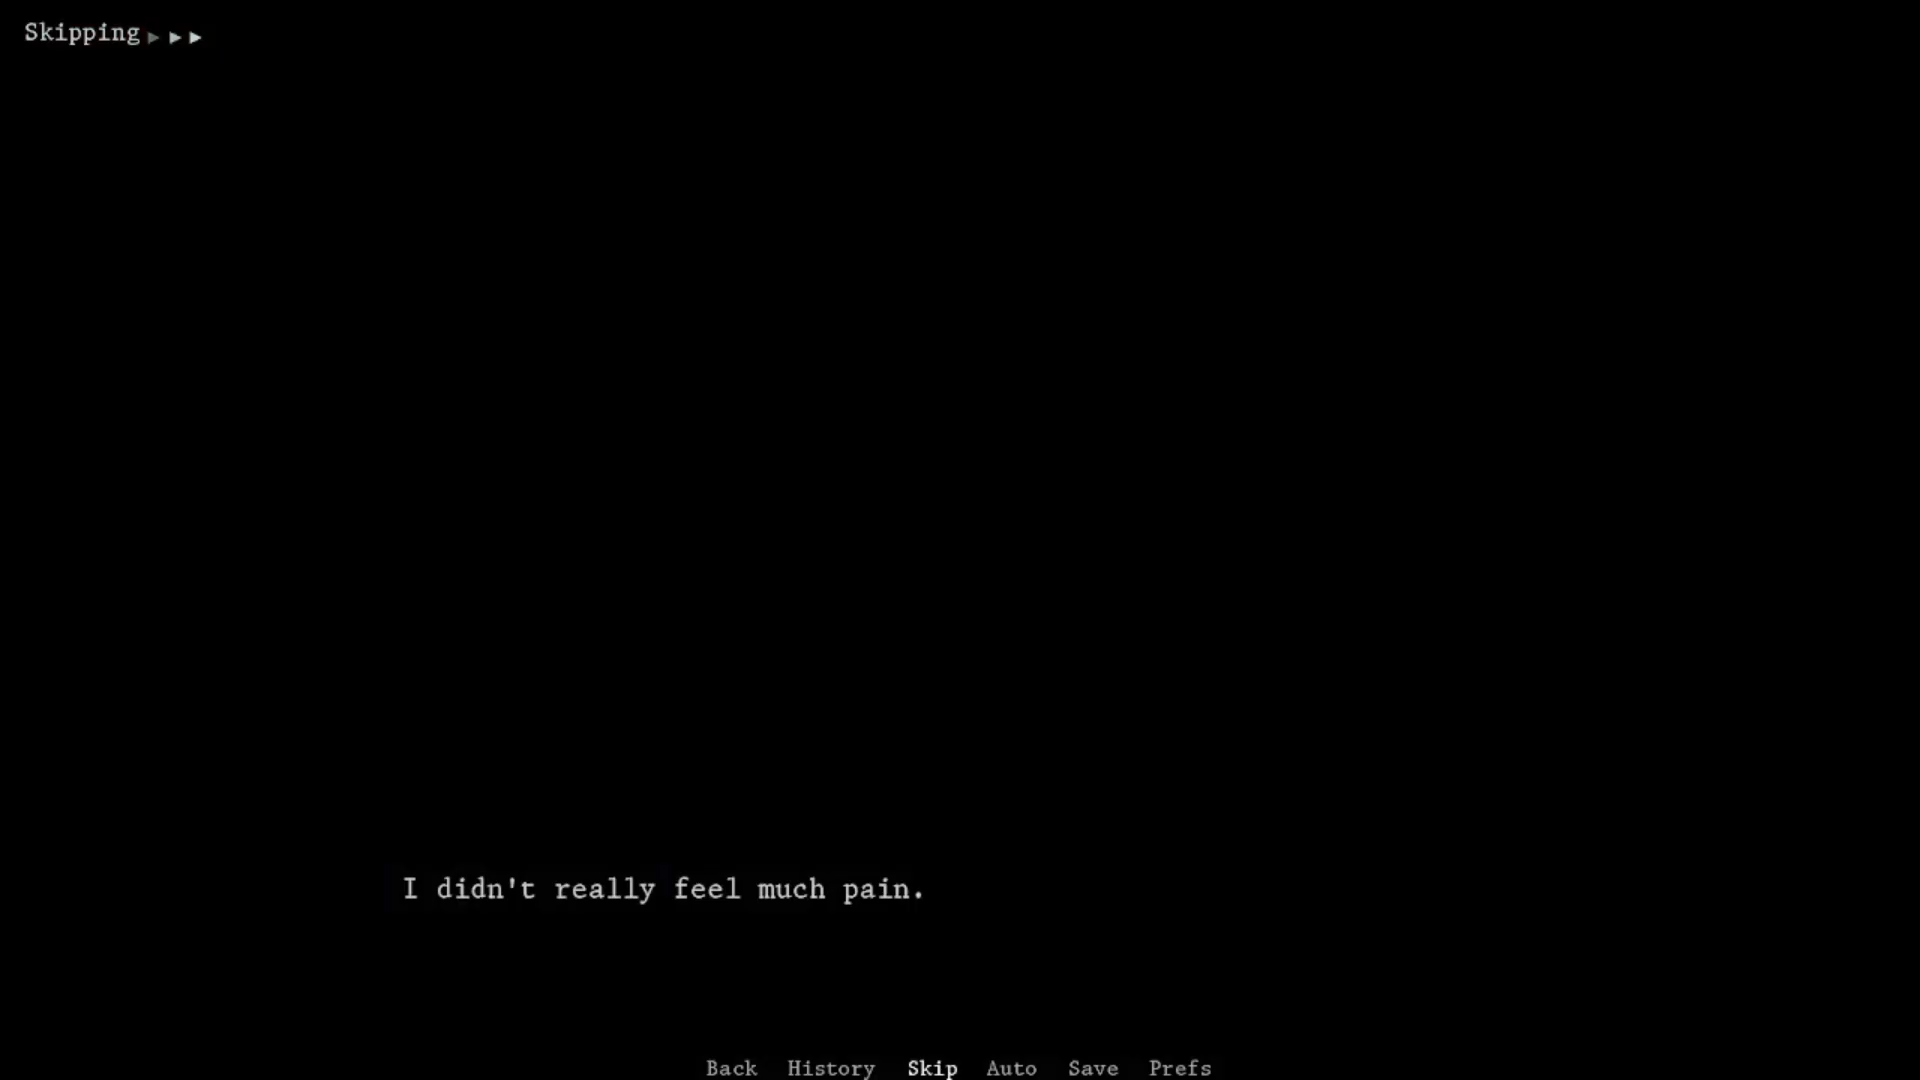 Skipping ▸ ▸ ▸
I didn't really feel much pain.
Back History Skip Auto Save Prefs